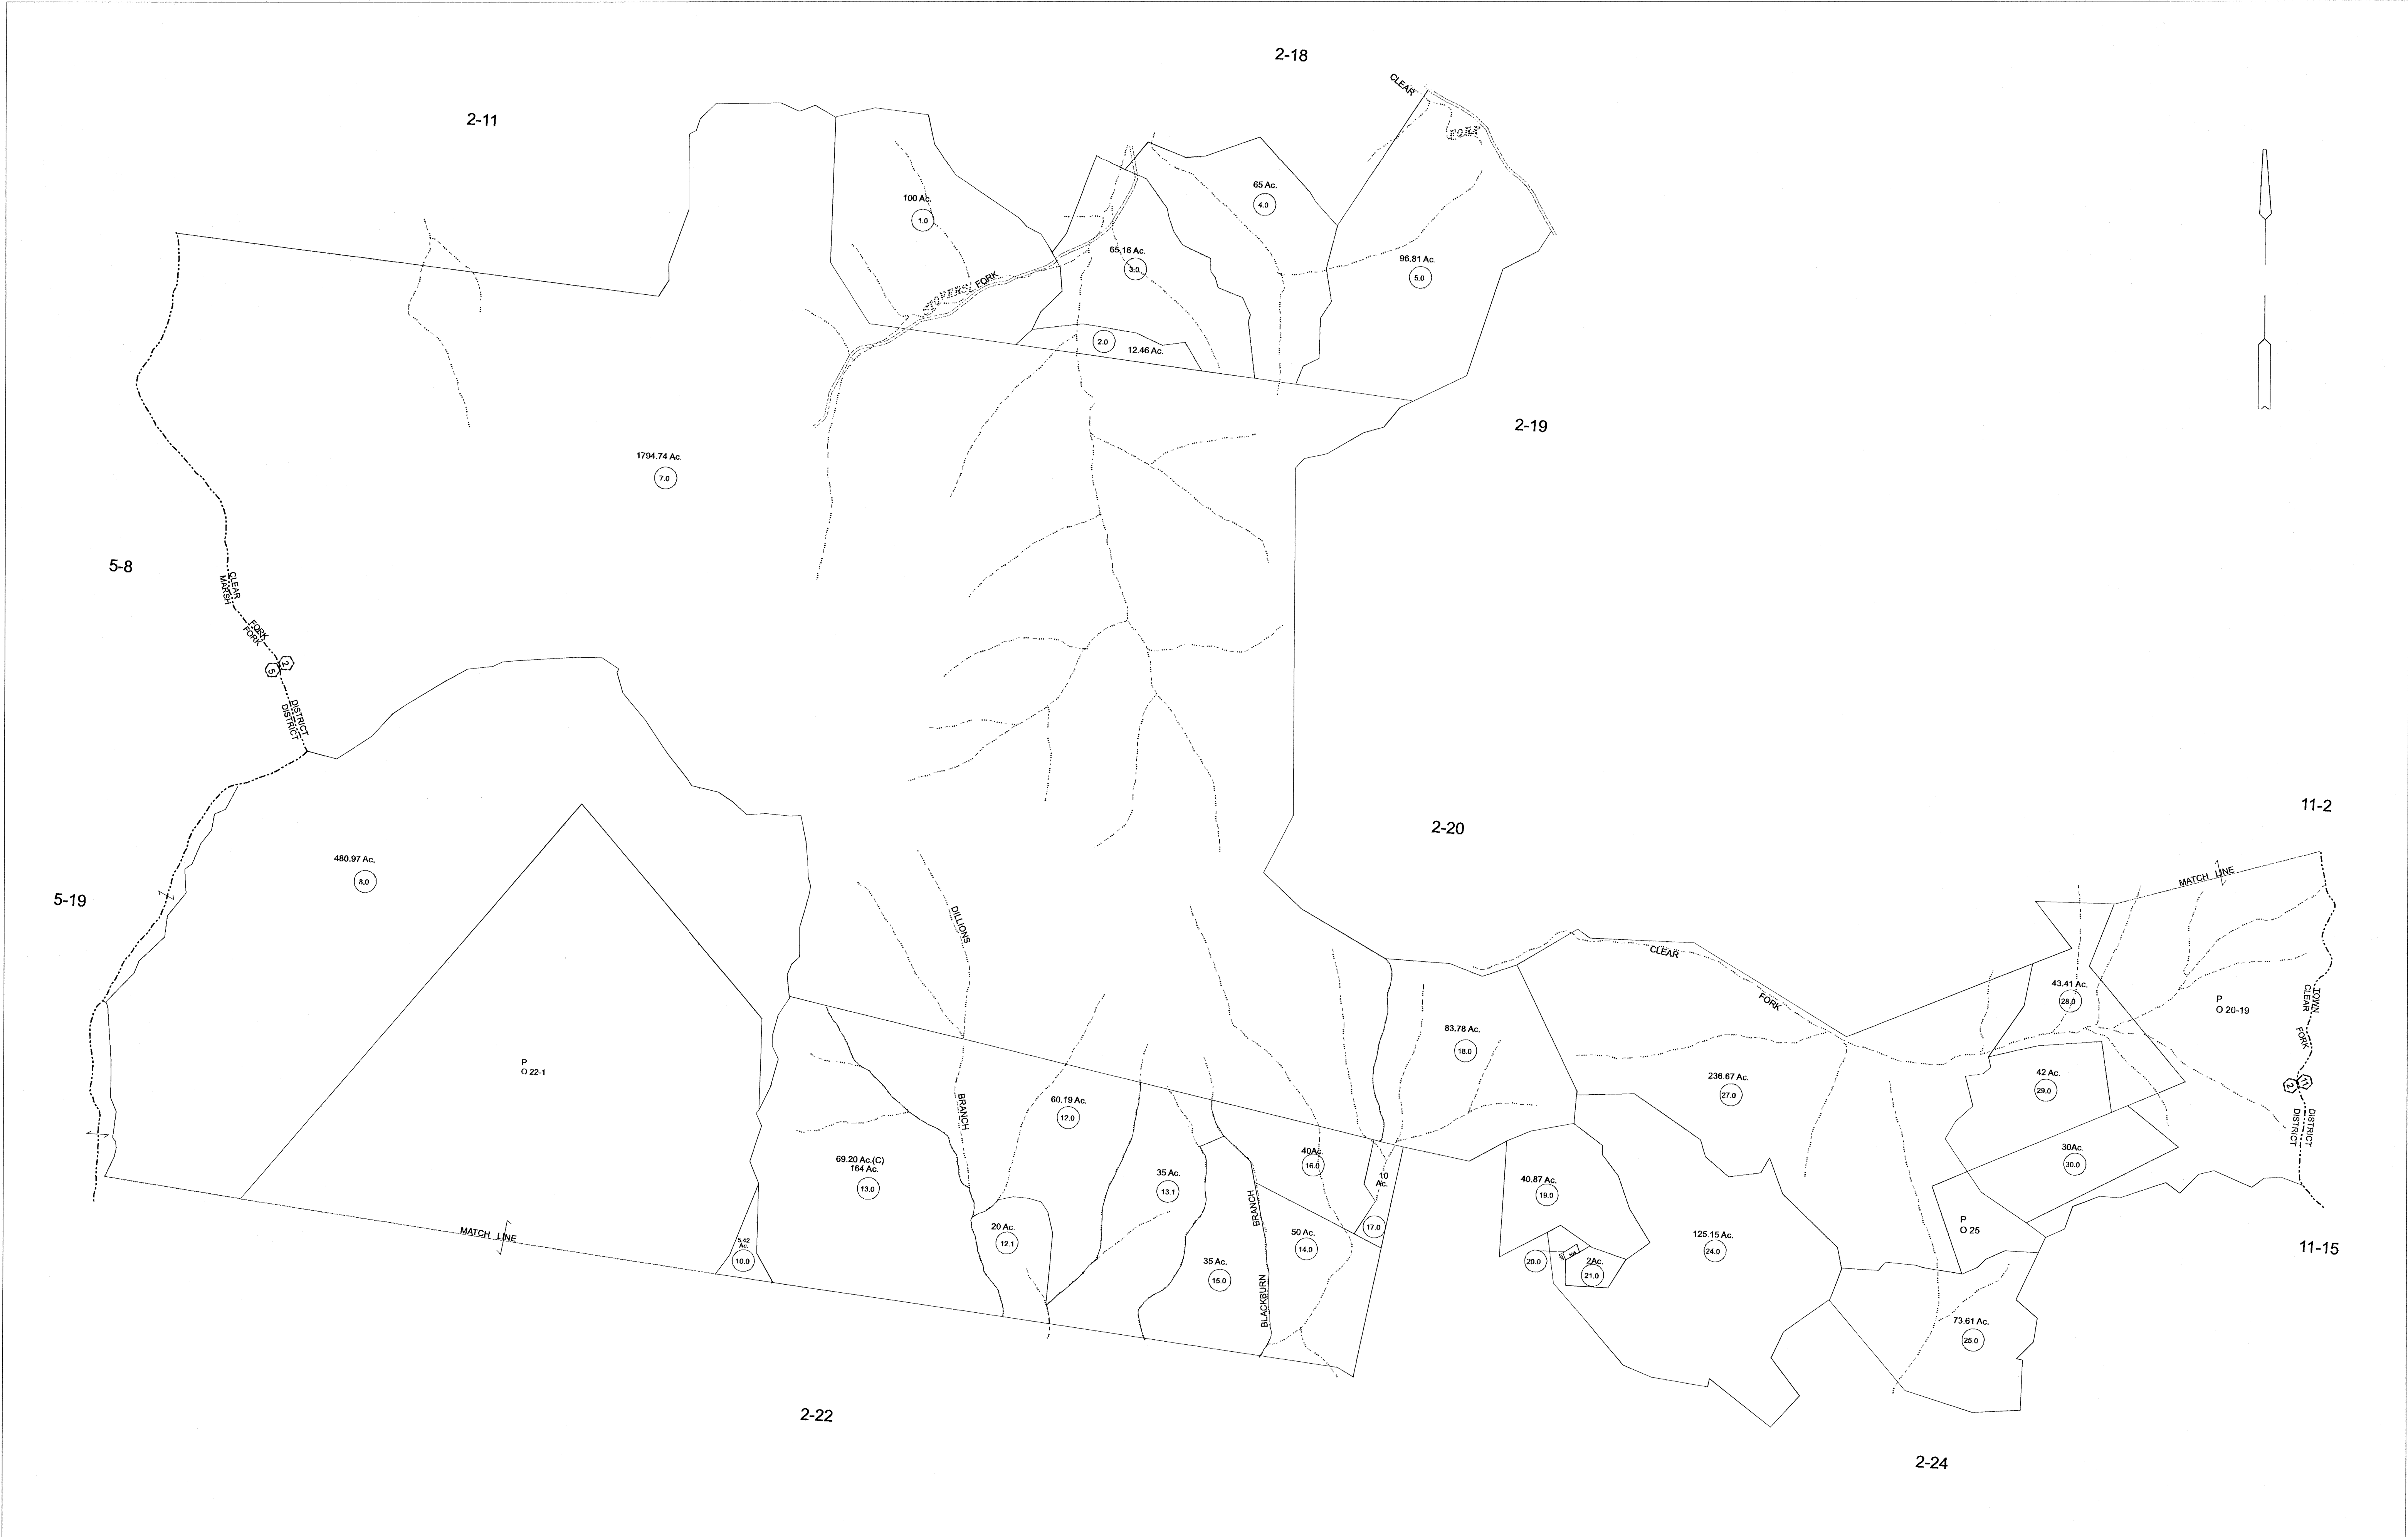 2-18
CLEAR
FORK
2-11
65 Ac.
4.0
100 Ac.
1.0
65.16 Ac.
3.0
96.81 Ac.
5.0
FORK
2.0
12.46 Ac.
2-19
1794.74 Ac.
7.0
5-8
CLEAR FORK DISTRICT
MARSH FORK DISTRICT
2
5
11-2
2-20
480.97 Ac.
8.0
5-19
MATCH LINE
DILLIONS BRANCH
CLEAR FORK
43.41 Ac.
28.0
P
O 20-19
TOWN DISTRICT
CLEAR FORK DISTRICT
2
11
83.78 Ac.
18.0
P
O 22-1
236.67 Ac.
27.0
42 Ac.
29.0
60.19 Ac.
12.0
30Ac.
30.0
69.20 Ac.(C)
164 Ac.
13.0
35 Ac.
13.1
40Ac.
16.0
10
Ac.
17.0
40.87 Ac.
19.0
MATCH LINE
5.42
Ac.
10.0
20 Ac.
12.1
BLACKBURN BRANCH
50 Ac.
14.0
35 Ac.
15.0
20.0
2Ac.
21.0
125.15 Ac.
24.0
P
O 25
11-15
73.61 Ac.
25.0
2-22
2-24